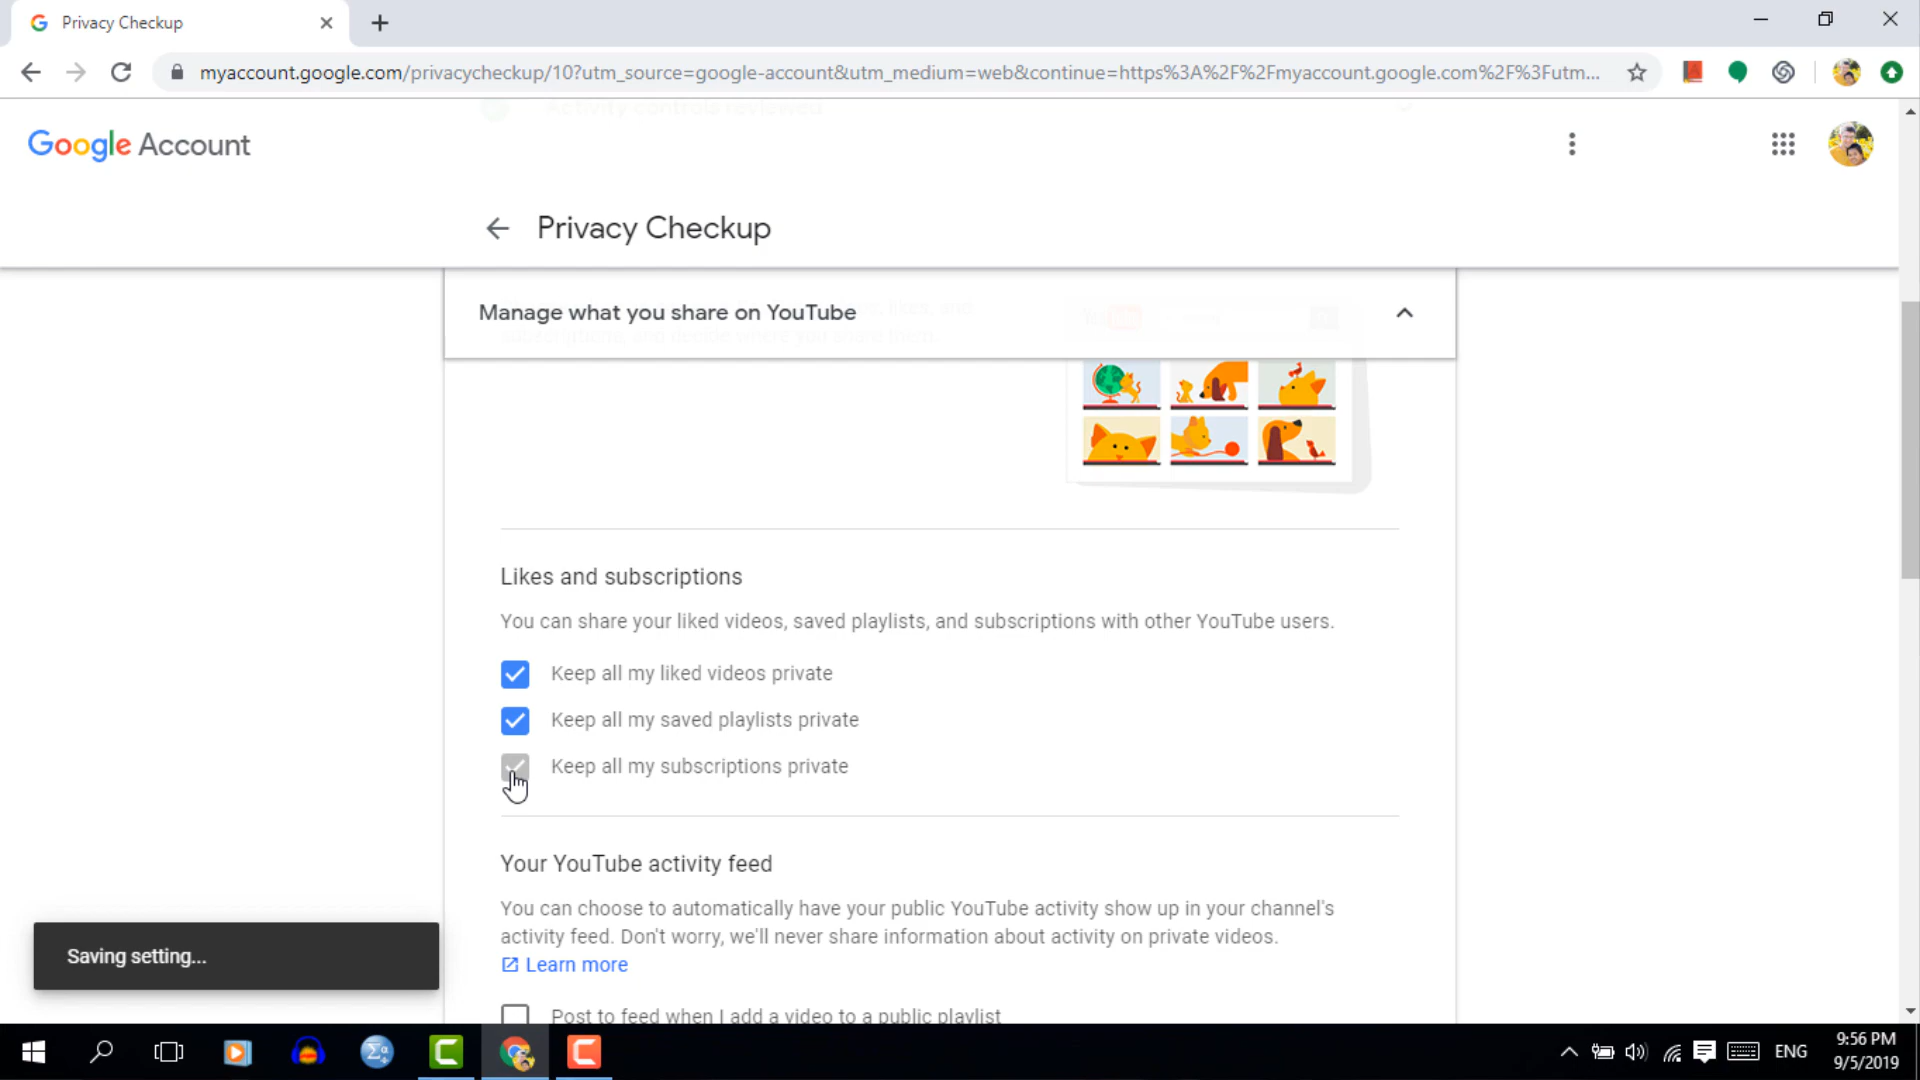 Privacy Checkup
myaccount.google.com/privacycheckup/10?utm_source=google-account&utm_medium=web&continue=https%3A%2F%2Fmyaccount.google.com%2F%3Futm...
Activity controls reviewed
Google Account
Privacy Checkup
Manage what you share on YouTube
Likes and subscriptions
You can share your liked videos, saved playlists, and subscriptions with other YouTube users.
Keep all my liked videos private
Keep all my saved playlists private
Keep all my subscriptions private
Your YouTube activity feed
You can choose to automatically have your public YouTube activity show up in your channel's
activity feed. Don't worry, we'll never share information about activity on private videos.
Learn more
Post to feed when I add a video to a public playlist
Saving setting...
ENG
9:56 PM
9/5/2019